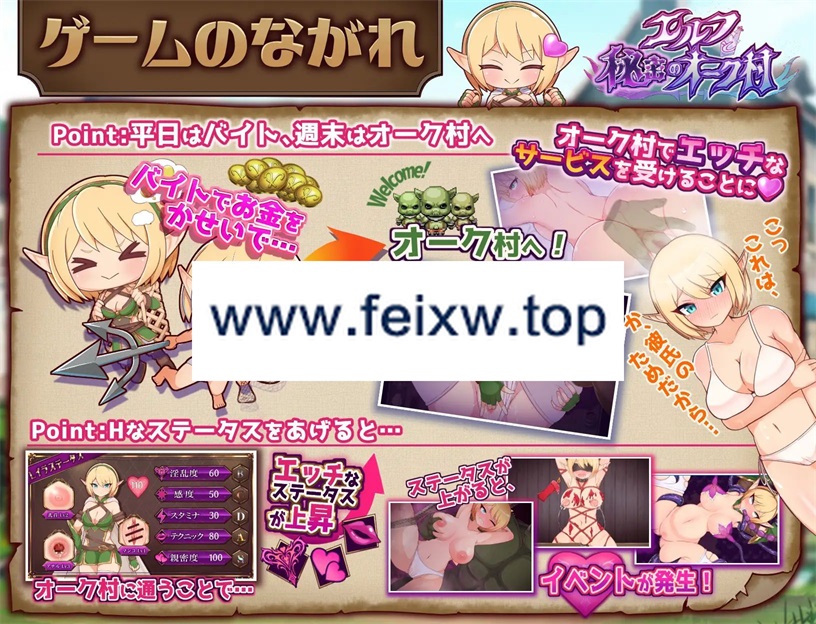 ゲームのながれ
エルフと
秘密のオーク村
Point:平日はバイト、週末はオーク村へ
バイトでお金を
かせいで…
Welcome!
オーク村へ！
オーク村でエッチな
サービスを受けることに
こっ
これは、
か、彼氏の
ためだから…
www.feixw.top
Point:Hなステータスをあげると…
淫乱度 60
感度 50
スタミナ 30 D
テクニック 80 A
親密度 100 S
オーク村に通うことで…
エッチな
ステータス
が上昇
ステータスが
上がると、
イベントが発生！